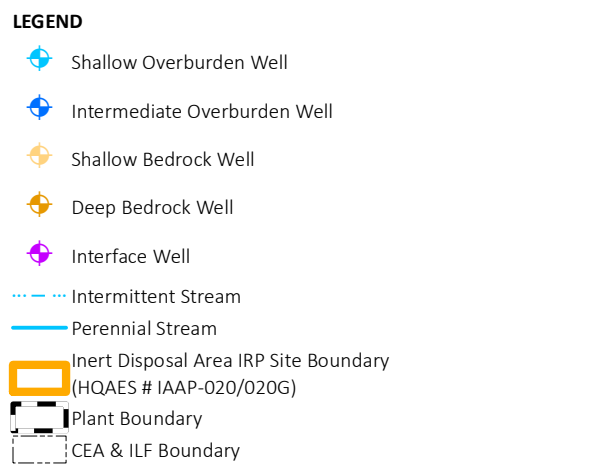 LEGEND
Shallow Overburden Well
Intermediate Overburden Well
Shallow Bedrock Well
Deep Bedrock Well
Interface Well
Intermittent Stream
Perennial Stream
Inert Disposal Area IRP Site Boundary
(HQAES # IAAP-020/020G)
Plant Boundary
CEA & ILF Boundary